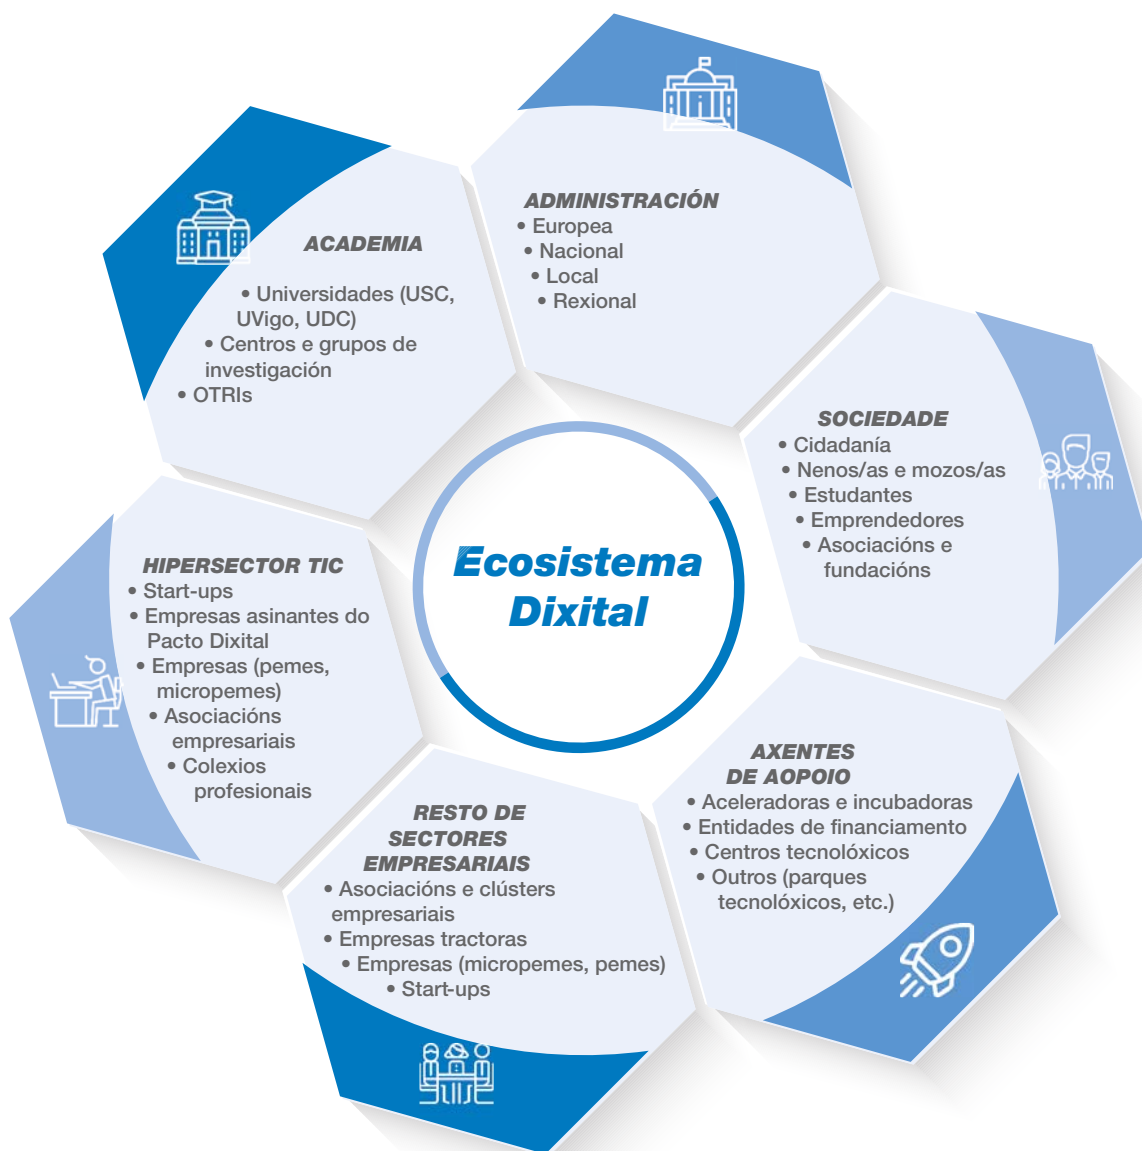 ADMINISTRACIÓN
• Europea
• Nacional
• Local
• Rexional
ACADEMIA
• Universidades (USC,
UVigo, UDC)
• Centros e grupos de
investigación
• OTRIs
SOCIEDADE
• Cidadanía
• Nenos/as e mozos/as
• Estudantes
• Emprendedores
• Asociacións e
fundacións
Ecosistema
Dixital
HIPERSECTOR TIC
• Start-ups
• Empresas asinantes do
Pacto Dixital
• Empresas (pemes,
micropemes)
• Asociacións
empresariais
• Colexios
profesionais
AXENTES
DE AOPOIO
• Aceleradoras e incubadoras
• Entidades de financiamento
• Centros tecnolóxicos
• Outros (parques
tecnolóxicos, etc.)
RESTO DE
SECTORES
EMPRESARIAIS
• Asociacións e clústers
empresariais
• Empresas tractoras
• Empresas (micropemes, pemes)
• Start-ups